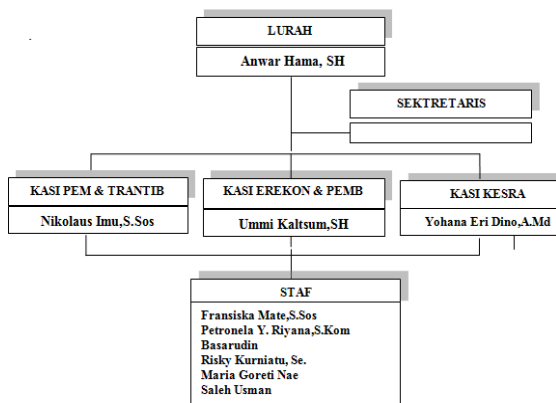 LURAH
Anwar Hama, SH
SEKTRETARIS
KASI PEM & TRANTIB
Nikolaus Imu,S.Sos
KASI EREKON & PEMB
Ummi Kaltsum,SH
KASI KESRA
Yohana Eri Dino,A.Md
STAF
Fransiska Mate,S.Sos
Petronela Y. Riyana,S.Kom
Basarudin
Risky Kurniatu, Se.
Maria Goreti Nae
Saleh Usman